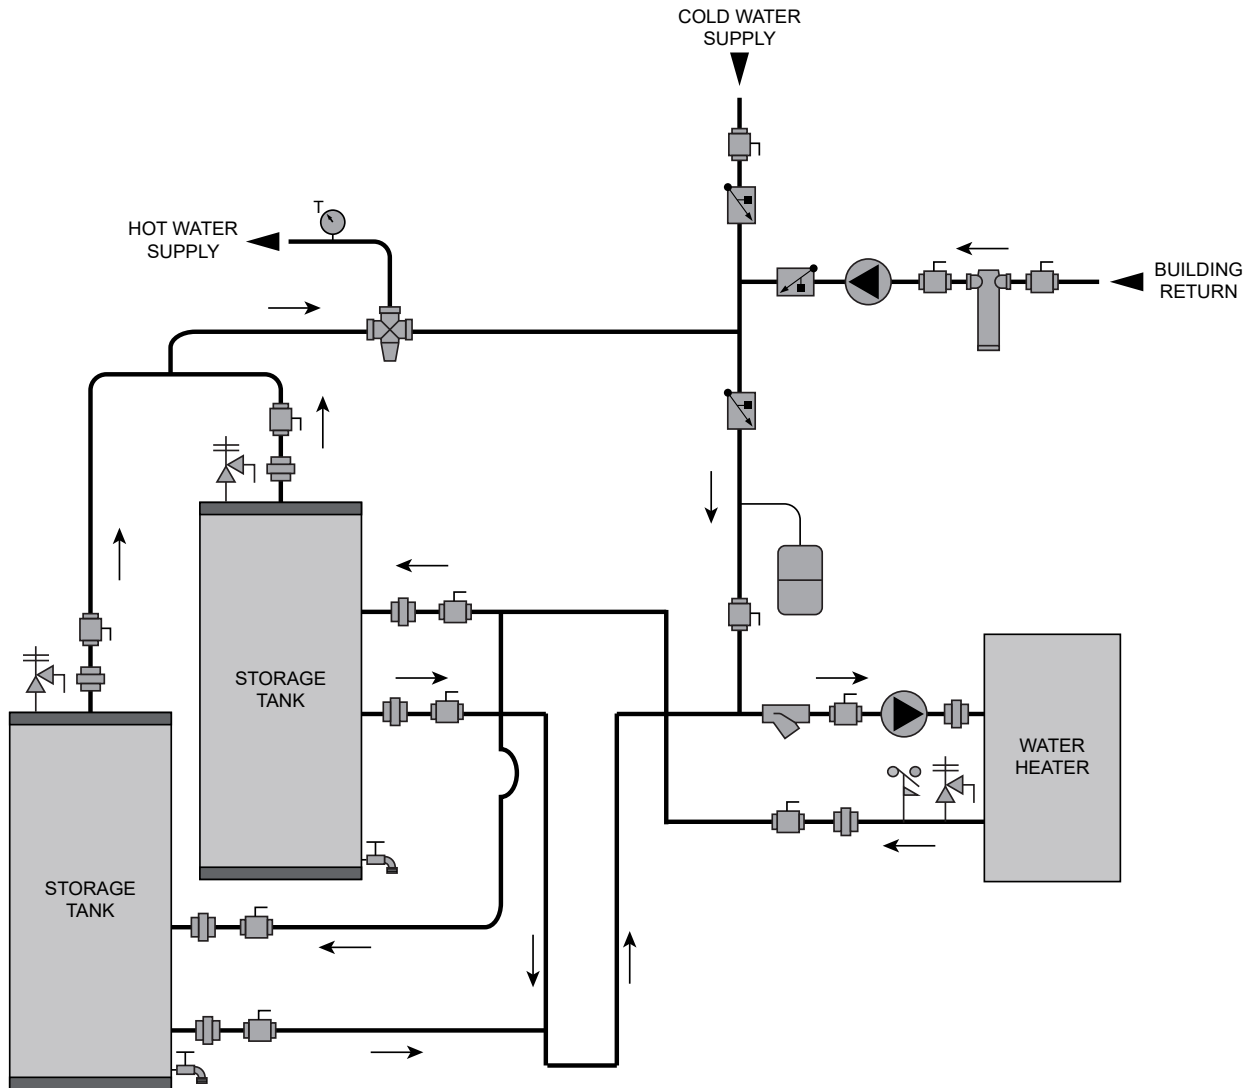 COLD WATER
SUPPLY
T
HOT WATER
SUPPLY
BUILDING
RETURN
STORAGE
TANK
WATER
HEATER
STORAGE
TANK